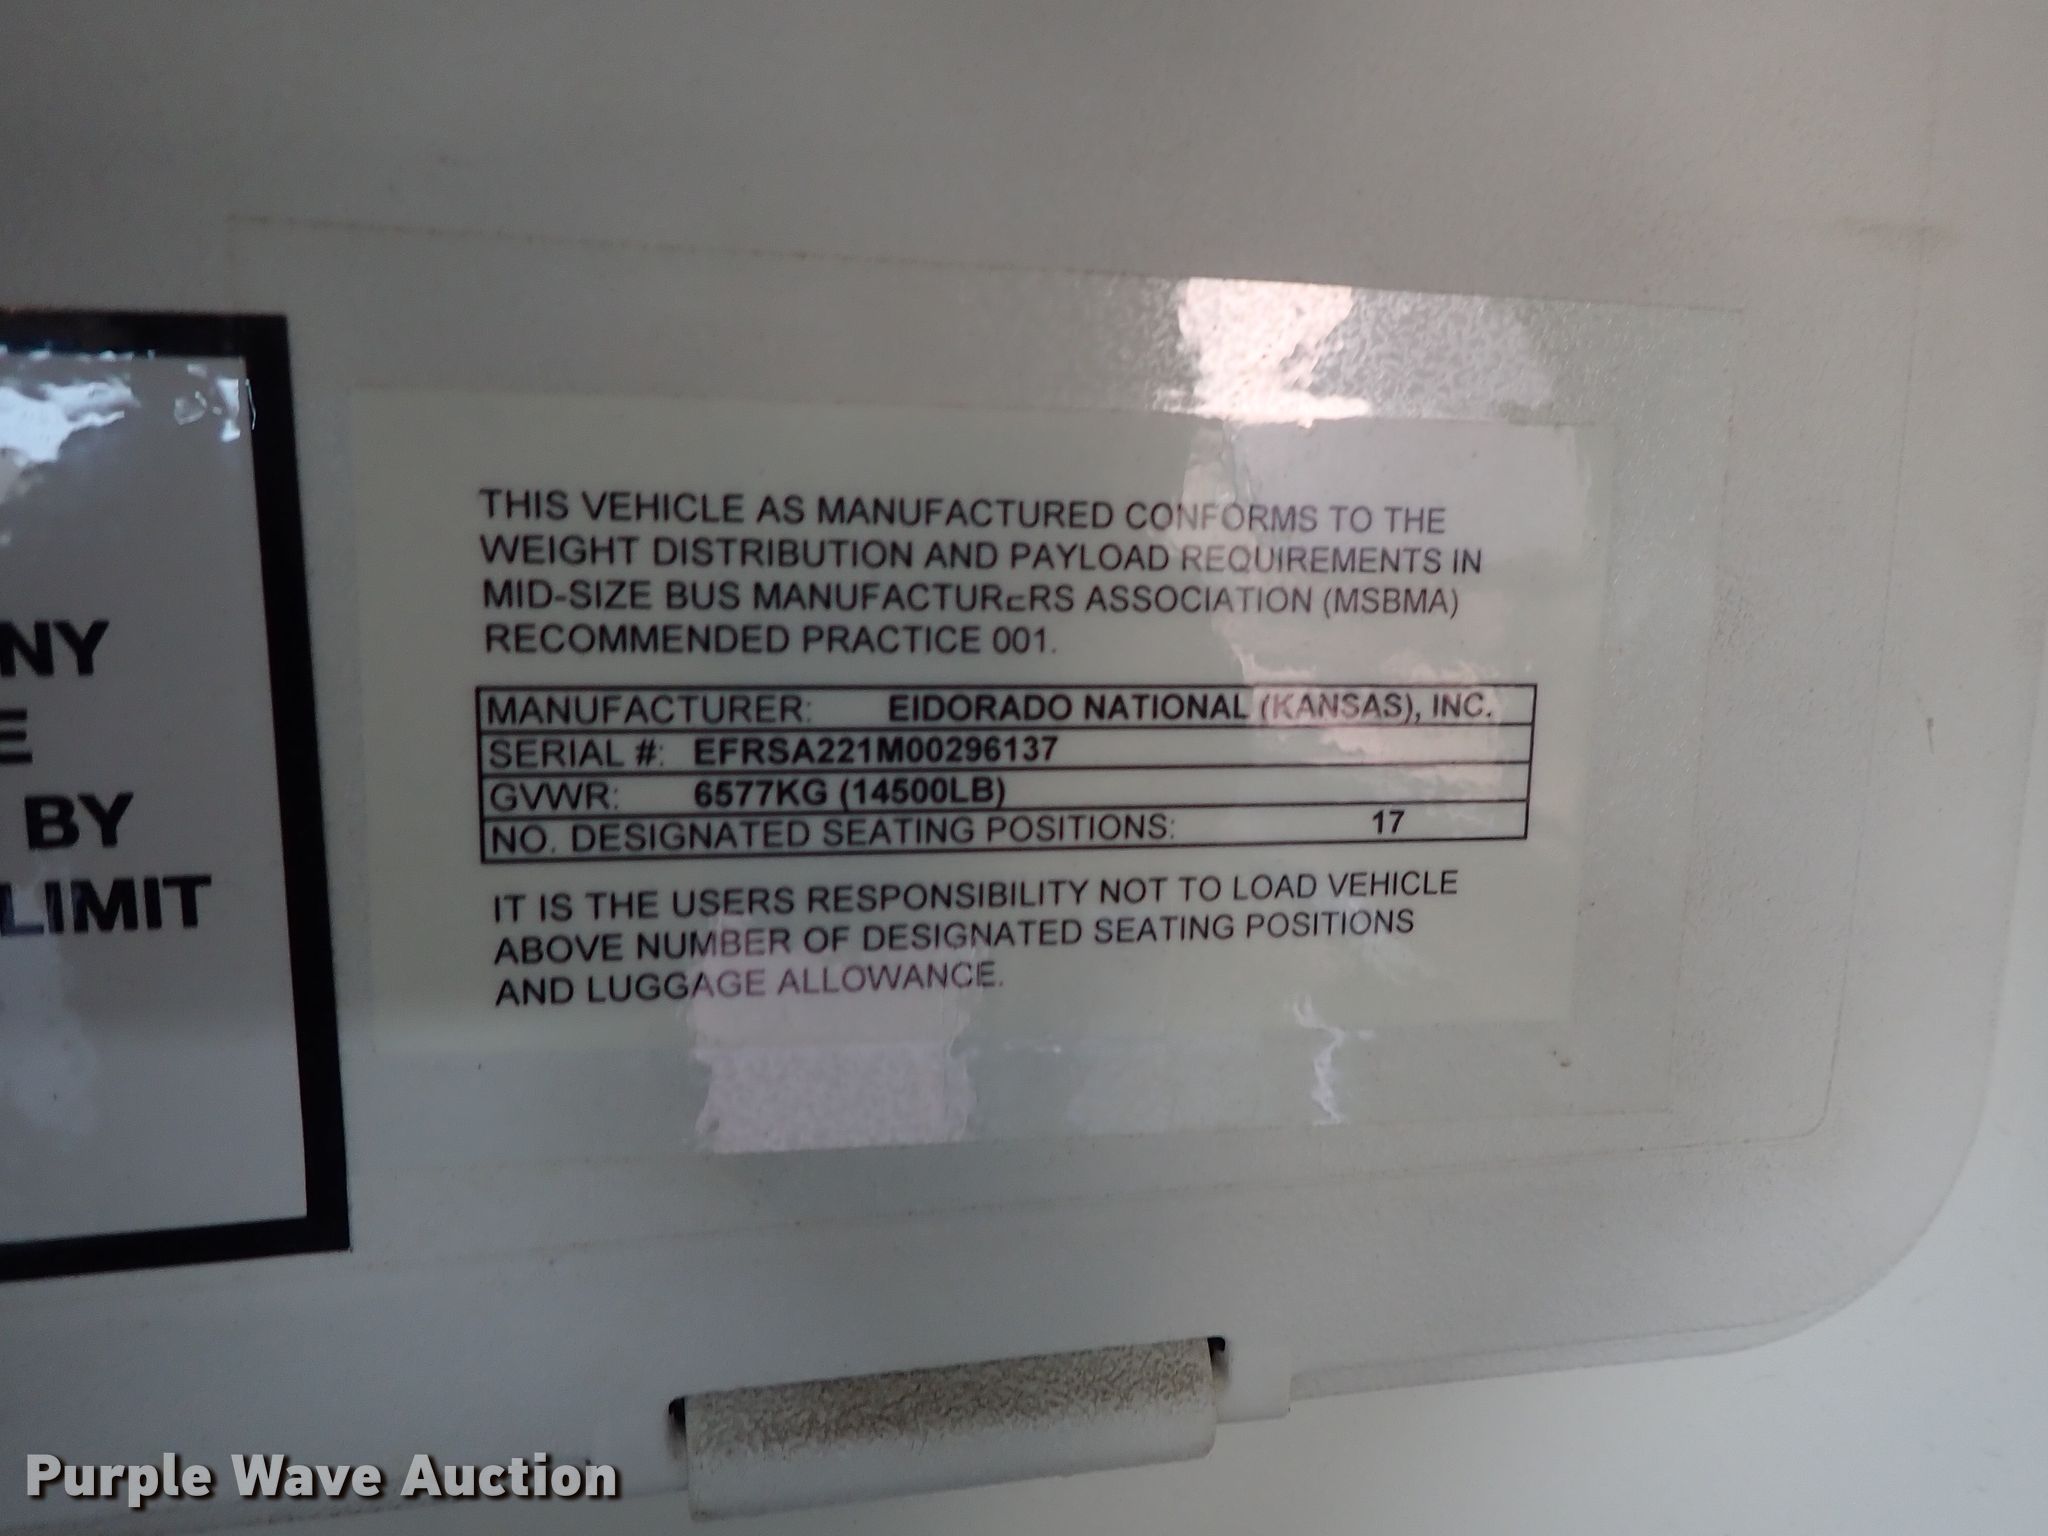 THIS VEHICLE AS MANUFACTURED CONFORMS TO THE
WEIGHT DISTRIBUTION AND PAYLOAD REQUIREMENTS IN
MID-SIZE BUS MANUFACTURERS ASSOCIATION (MSBMA)
RECOMMENDED PRACTICE 001.
MANUFACTURER: EIDORADO NATIONAL (KANSAS), INC.
SERIAL #: EFRSA221M00296137
GVWR: 6577KG (14500LB)
NO. DESIGNATED SEATING POSITIONS: 17
IT IS THE USERS RESPONSIBILITY NOT TO LOAD VEHICLE
ABOVE NUMBER OF DESIGNATED SEATING POSITIONS
AND LUGGAGE ALLOWANCE.
NY
E
BY
LIMIT
Purple Wave Auction